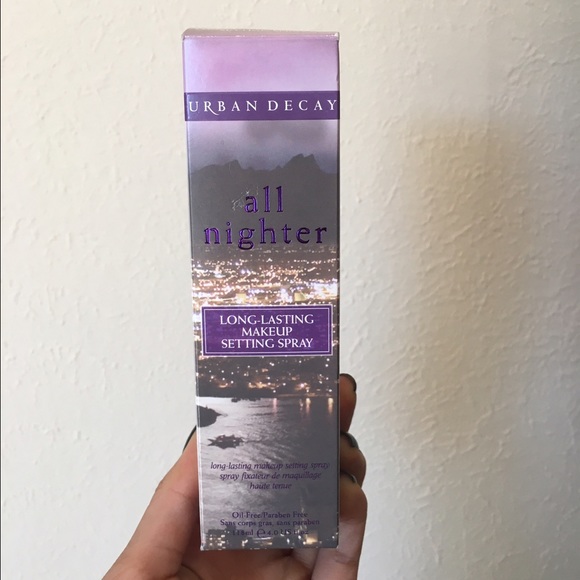 URBAN DECAY
all
nighter
LONG-LASTING
MAKEUP
SETTING SPRAY
long-lasting makeup setting spray
spray fixateur de maquillage
haute tenue
Oil-Free/Paraben Free
Sans corps gras, sans paraben